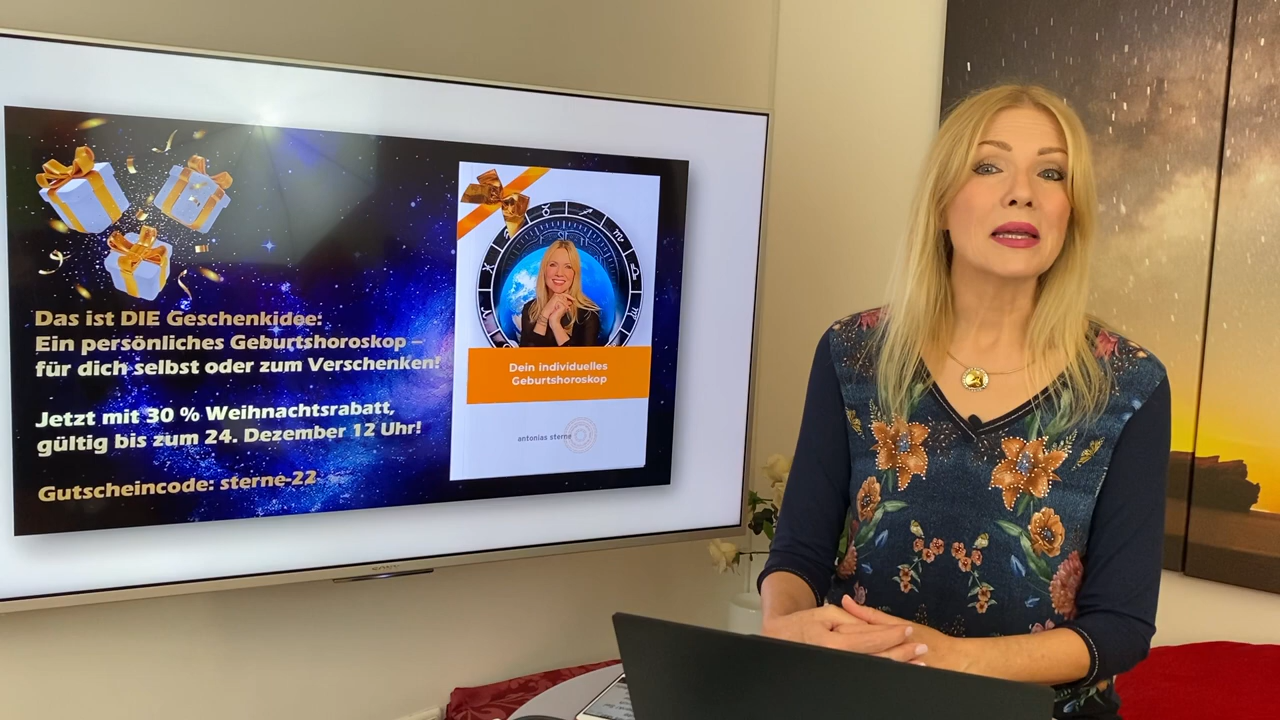 Das ist DIE Geschenkidee:
Ein persönliches Geburtshoroskop –
für dich selbst oder zum Verschenken!
Jetzt mit 30 % Weihnachtsrabatt,
gültig bis zum 24. Dezember 12 Uhr!
Gutscheincode: sterne-22
Dein individuelles
Geburtshoroskop
antonias sterne
SONY